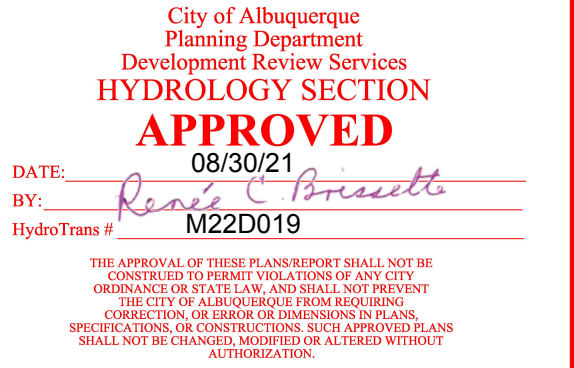 City of Albuquerque
Planning Department
Development Review Services
HYDROLOGY SECTION
APPROVED
DATE: 08/30/21
BY: Renée C. Brissette
HydroTrans # M22D019
THE APPROVAL OF THESE PLANS/REPORT SHALL NOT BE
CONSTRUED TO PERMIT VIOLATIONS OF ANY CITY
ORDINANCE OR STATE LAW, AND SHALL NOT PREVENT
THE CITY OF ALBUQUERQUE FROM REQUIRING
CORRECTION, OR ERROR OR DIMENSIONS IN PLANS,
SPECIFICATIONS, OR CONSTRUCTIONS. SUCH APPROVED PLANS
SHALL NOT BE CHANGED, MODIFIED OR ALTERED WITHOUT
AUTHORIZATION.